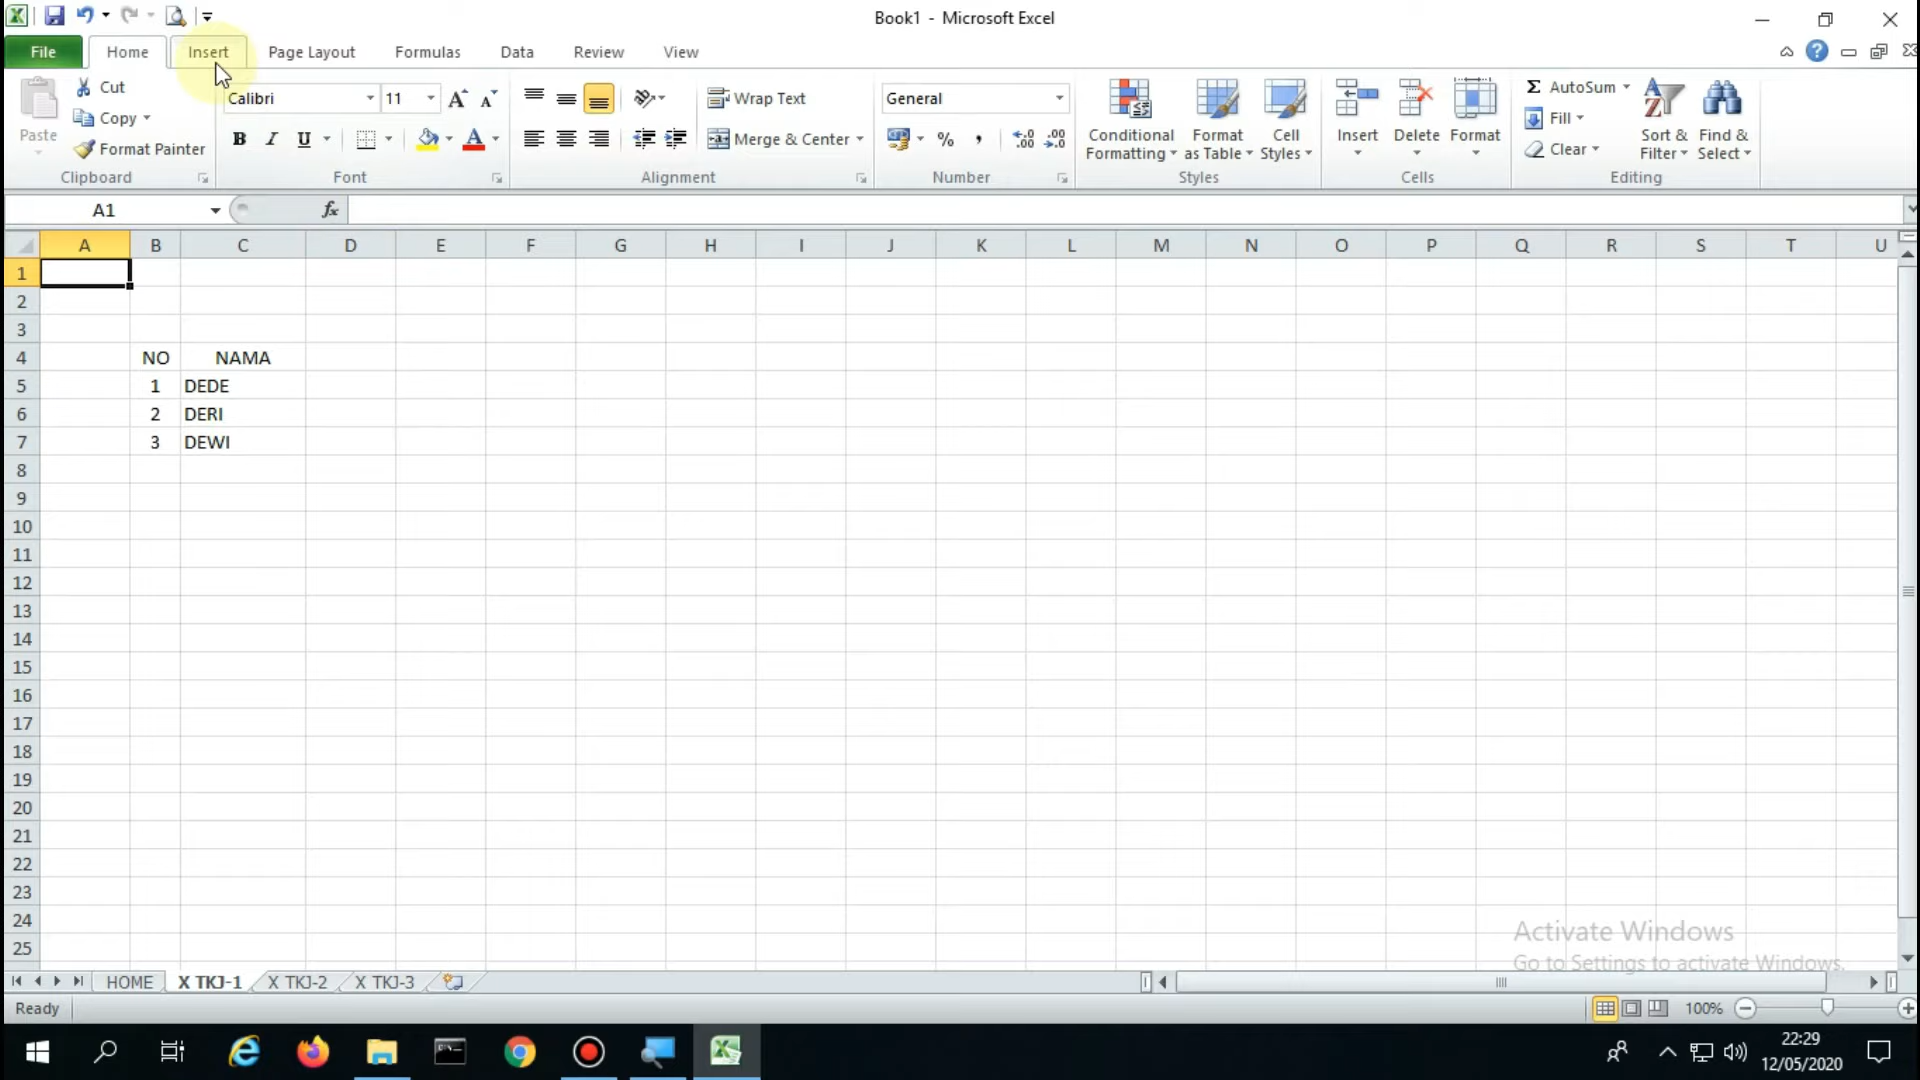 Book1 - Microsoft Excel
File Home Insert Page Layout Formulas Data Review View
Paste
Cut
Copy
Format Painter
Clipboard
Calibri 11
B I U A
Font
Wrap Text
Merge & Center
Alignment
General
% , .00 .0
Number
Conditional Formatting
Format as Table
Cell Styles
Styles
Insert Delete Format
Cells
Σ AutoSum
Fill
Clear
Sort & Filter
Find & Select
Editing
A1 fx
A B C D E F G H I J K L M N O P Q R S T U
1
2
3
4 NO NAMA
5 1 DEDE
6 2 DERI
7 3 DEWI
8
9
10
11
12
13
14
15
16
17
18
19
20
21
22
23
24
25
Activate Windows
Go to Settings to activate Windows.
HOME X TKJ-1 X TKJ-2 X TKJ-3
Ready 100%
22:29
12/05/2020